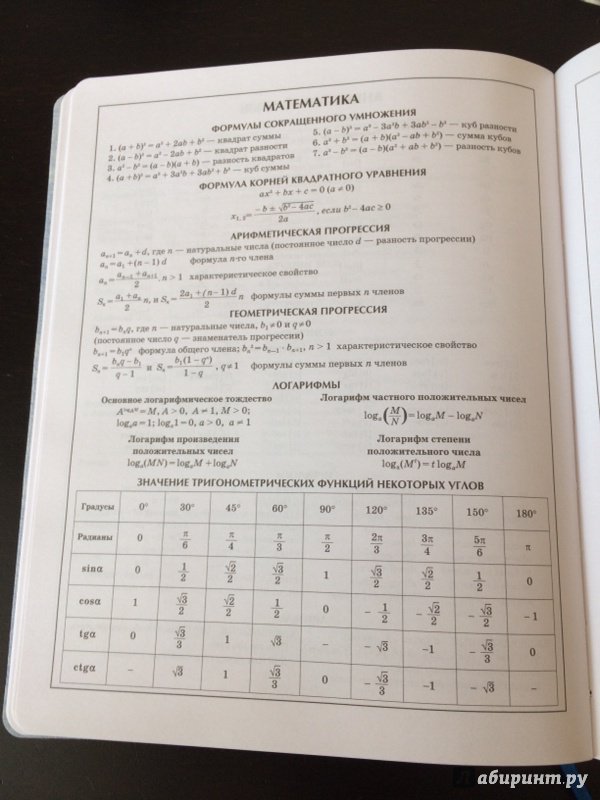 МАТЕМАТИКА
ФОРМУЛЫ СОКРАЩЕННОГО УМНОЖЕНИЯ
1. (a + b)² = a² + 2ab + b² — квадрат суммы
2. (a – b)² = a² – 2ab + b² — квадрат разности
3. a² – b² = (a – b)(a + b) — разность квадратов
4. (a + b)³ = a³ + 3a²b + 3ab² + b³ — куб суммы
5. (a – b)³ = a³ – 3a²b + 3ab² – b³ — куб разности
6. a³ + b³ = (a + b)(a² – ab + b²) — сумма кубов
7. a³ – b³ = (a – b)(a² + ab + b²) — разность кубов
ФОРМУЛА КОРНЕЙ КВАДРАТНОГО УРАВНЕНИЯ
ax² + bx + c = 0 (a ≠ 0)
x₁,₂ = (–b ± √(b² – 4ac))/2a, если b² – 4ac ≥ 0
АРИФМЕТИЧЕСКАЯ ПРОГРЕССИЯ
aₙ₊₁ = aₙ + d, где n — натуральные числа (постоянное число d — разность прогрессии)
aₙ = a₁ + (n – 1) d формула n-го члена
aₙ = (aₙ₋₁ + aₙ₊₁)/2 n > 1 характеристическое свойство
Sₙ = (a₁ + aₙ)/2 n, и Sₙ = (2a₁ + (n – 1) d)/2 n формулы суммы первых n членов
ГЕОМЕТРИЧЕСКАЯ ПРОГРЕССИЯ
bₙ₊₁ = bₙq, где n — натуральные числа, b₁ ≠ 0 и q ≠ 0
(постоянное число q — знаменатель прогрессии)
bₙ₊₁ = b₁qⁿ формула общего члена; bₙ² = bₙ₋₁ · bₙ₊₁, n > 1 характеристическое свойство
Sₙ = (bₙq – b₁)/(q – 1) и Sₙ = b₁(1 – qⁿ)/(1 – q), q ≠ 1 формулы суммы первых n членов
ЛОГАРИФМЫ
Основное логарифмическое тождество
A^(log_A M) = M, A > 0, A ≠ 1, M > 0;
logₐa = 1; logₐ1 = 0, a > 0, a ≠ 1
Логарифм частного положительных чисел
logₐ(M/N) = logₐM – logₐN
Логарифм произведения
положительных чисел
logₐ(MN) = logₐM + logₐN
Логарифм степени
положительного числа
logₐ(Mᵗ) = t logₐM
ЗНАЧЕНИЕ ТРИГОНОМЕТРИЧЕСКИХ ФУНКЦИЙ НЕКОТОРЫХ УГЛОВ
Градусы 0° 30° 45° 60° 90° 120° 135° 150° 180°
Радианы 0 π/6 π/4 π/3 π/2 2π/3 3π/4 5π/6 π
sinα 0 1/2 √2/2 √3/2 1 √3/2 √2/2 1/2 0
cosα 1 √3/2 √2/2 1/2 0 – 1/2 – √2/2 – √3/2 – 1
tgα 0 √3/3 1 √3 – – √3 –1 – √3/3 0
ctgα – √3 1 √3/3 0 – √3/3 –1 – √3 –
лабиринт.ру